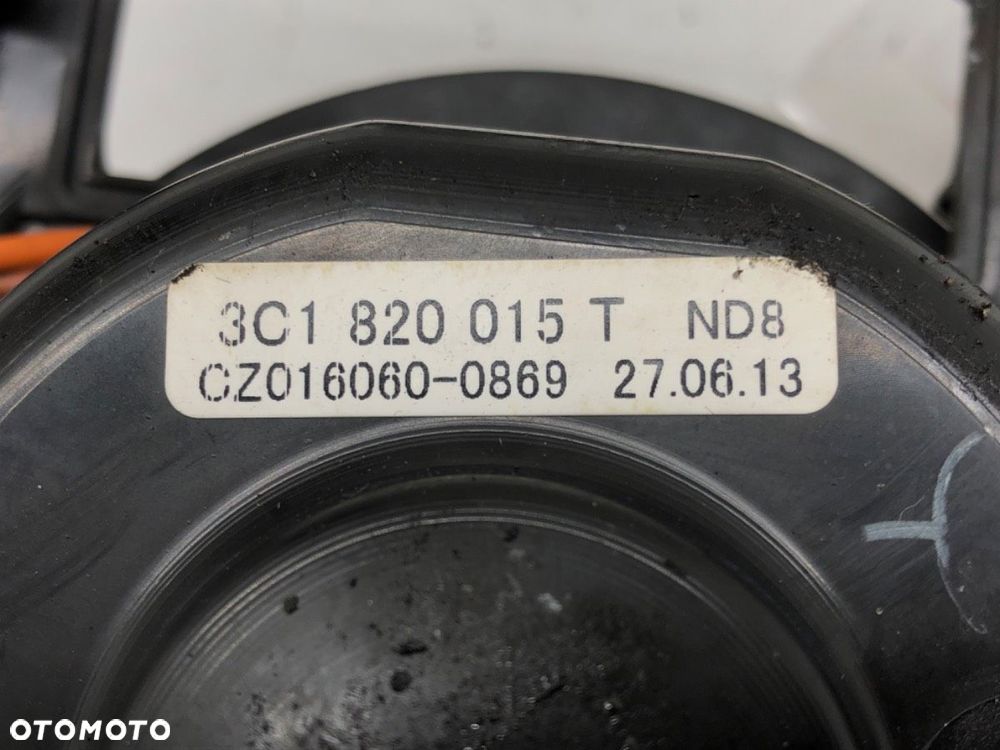 3C1 820 015 T ND8
CZ016060-0869 27.06.13
OTOMOTO